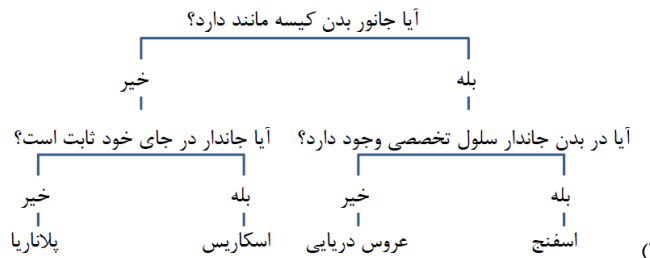 آیا جانور بدن کیسه مانند دارد؟
بله
خیر
آیا در بدن جاندار سلول تخصصی وجود دارد؟
آیا جاندار در جای خود ثابت است؟
بله
خیر
بله
خیر
اسفنج
عروس دریایی
اسکاریس
پلاناریا